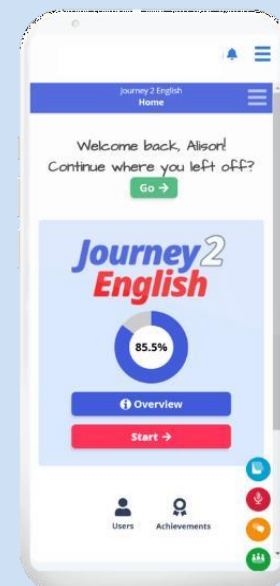 Journey 2 English
Home
Welcome back, Alison!
Continue where you left off?
Go →
Journey2
English
85.5%
Overview
Start →
Users Achievements